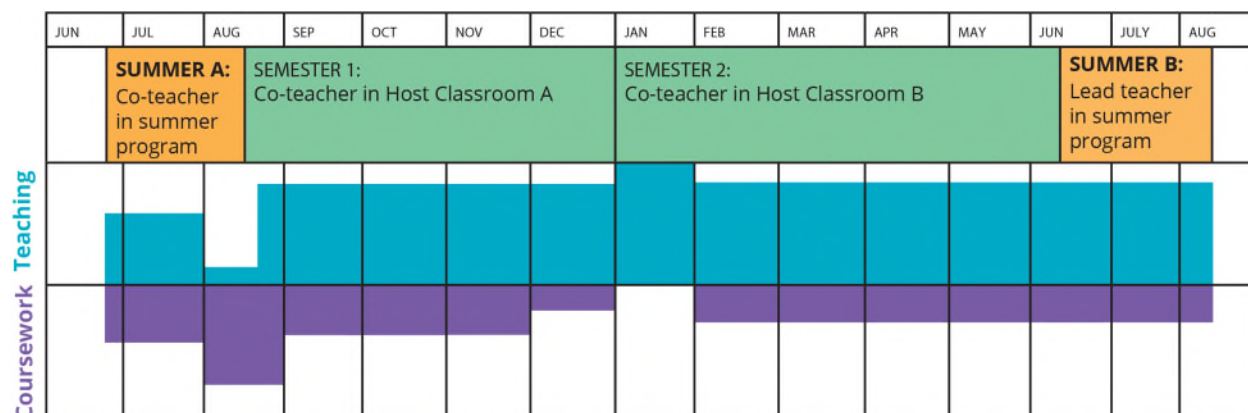 JUN JUL AUG SEP OCT NOV DEC JAN FEB MAR APR MAY JUN JULY AUG
SUMMER A:
Co-teacher
in summer
program
SEMESTER 1:
Co-teacher in Host Classroom A
SEMESTER 2:
Co-teacher in Host Classroom B
SUMMER B:
Lead teacher
in summer
program
Teaching
Coursework